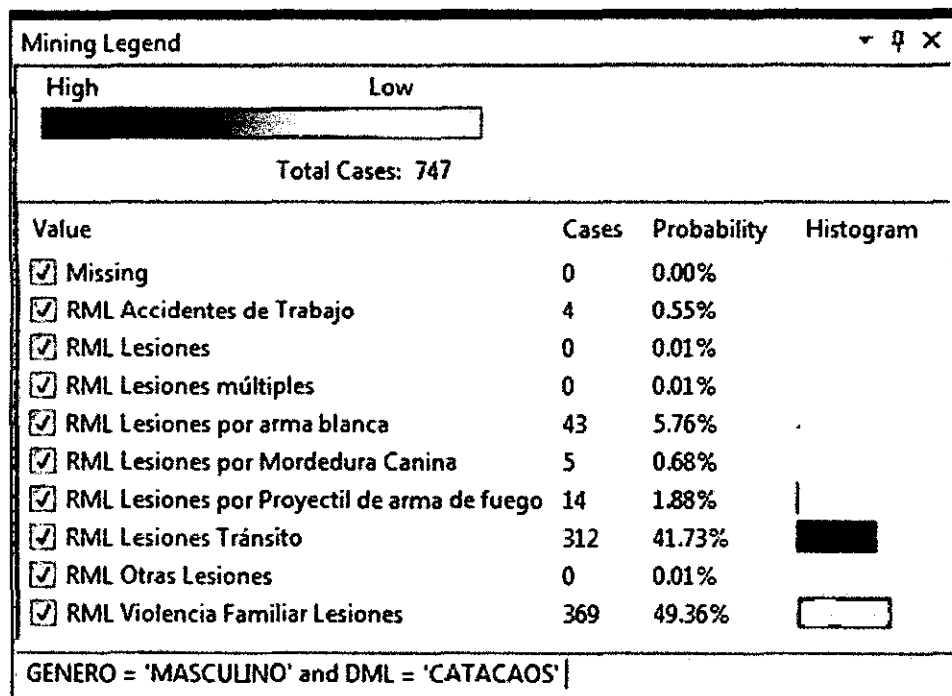 Mining Legend
High Low
Total Cases: 747
Value Cases Probability Histogram
Missing 0 0.00%
RML Accidentes de Trabajo 4 0.55%
RML Lesiones 0 0.01%
RML Lesiones múltiples 0 0.01%
RML Lesiones por arma blanca 43 5.76%
RML Lesiones por Mordedura Canina 5 0.68%
RML Lesiones por Proyectil de arma de fuego 14 1.88%
RML Lesiones Tránsito 312 41.73%
RML Otras Lesiones 0 0.01%
RML Violencia Familiar Lesiones 369 49.36%
GENERO = 'MASCULINO' and DML = 'CATACAOS'